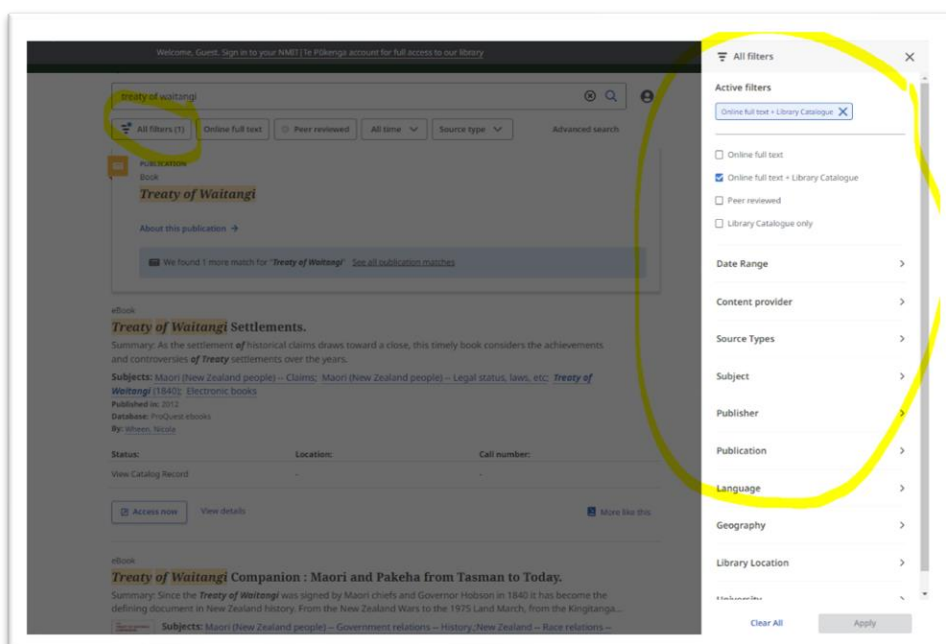 Welcome, Guest. Sign in to your NMIT|Te Pūkenga account for full access to our library
treaty of waitangi
All filters (1)
Online full text
Peer reviewed
All time
Source type
Advanced search
PUBLICATION
Book
Treaty of Waitangi
About this publication →
We found 1 more match for "Treaty of Waitangi" See all publication matches
eBook
Treaty of Waitangi Settlements.
Summary: As the settlement of historical claims draws toward a close, this timely book considers the achievements
and controversies of Treaty settlements over the years.
Subjects: Maori (New Zealand people) -- Claims; Maori (New Zealand people) -- Legal status, laws, etc; Treaty of
Waitangi (1840); Electronic books
Published in: 2012
Database: ProQuest ebooks
By: Wheen, Nicola
Status: Location: Call number:
View Catalog Record - -
Access now View details More like this
eBook
Treaty of Waitangi Companion : Maori and Pakeha from Tasman to Today.
Summary: Since the Treaty of Waitangi was signed by Maori chiefs and Governor Hobson in 1840 it has become the
defining document in New Zealand history. From the New Zealand Wars to the 1975 Land March, from the Kingitanga...
Subjects: Maori (New Zealand people) -- Government relations -- History.;New Zealand -- Race relations --
All filters
Active filters
Online full text + Library Catalogue
Online full text
Online full text + Library Catalogue
Peer reviewed
Library Catalogue only
Date Range
Content provider
Source Types
Subject
Publisher
Publication
Language
Geography
Library Location
University
Clear All
Apply